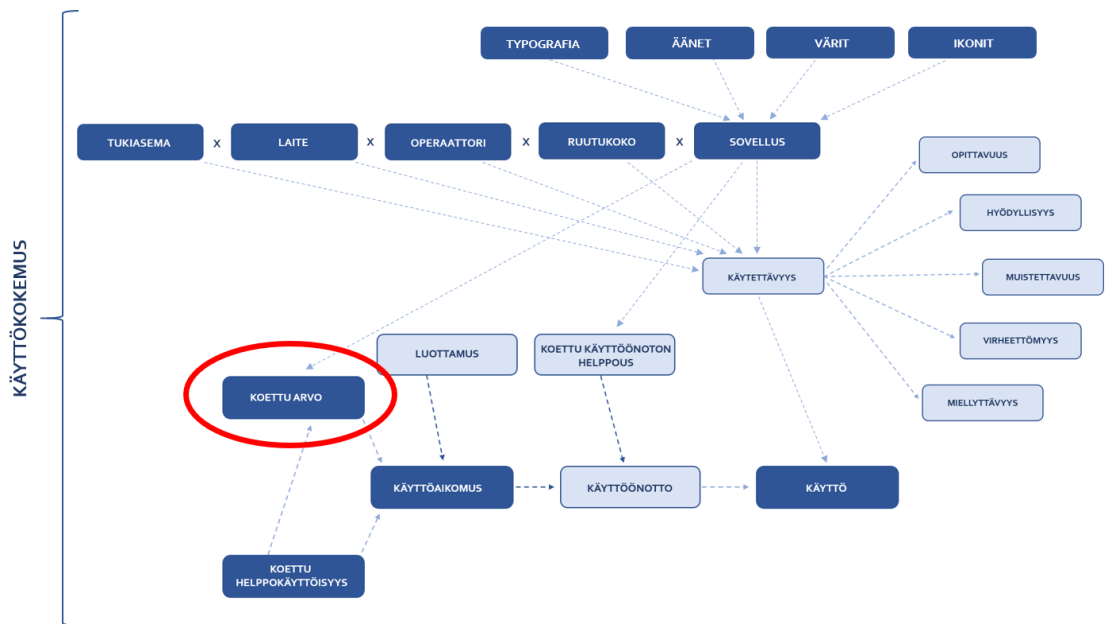 KÄYTTÖKOKEMUS
TYPOGRAFIA
ÄÄNET
VÄRIT
IKONIT
TUKIASEMA X LAITE X OPERAATTORI X RUUTUKOKO X SOVELLUS
OPITTAVUUS
HYÖDYLLISYYS
KÄYTETTÄVYYS
MUISTETTAVUUS
VIRHEETTÖMYYS
LUOTTAMUS
KOETTU KÄYTTÖÖNOTON
HELPPOUS
KOETTU ARVO
MIELLYTTÄVYYS
KÄYTTÖAIKOMUS
KÄYTTÖÖNOTTO
KÄYTTÖ
KOETTU
HELPPOKÄYTTÖISYYS